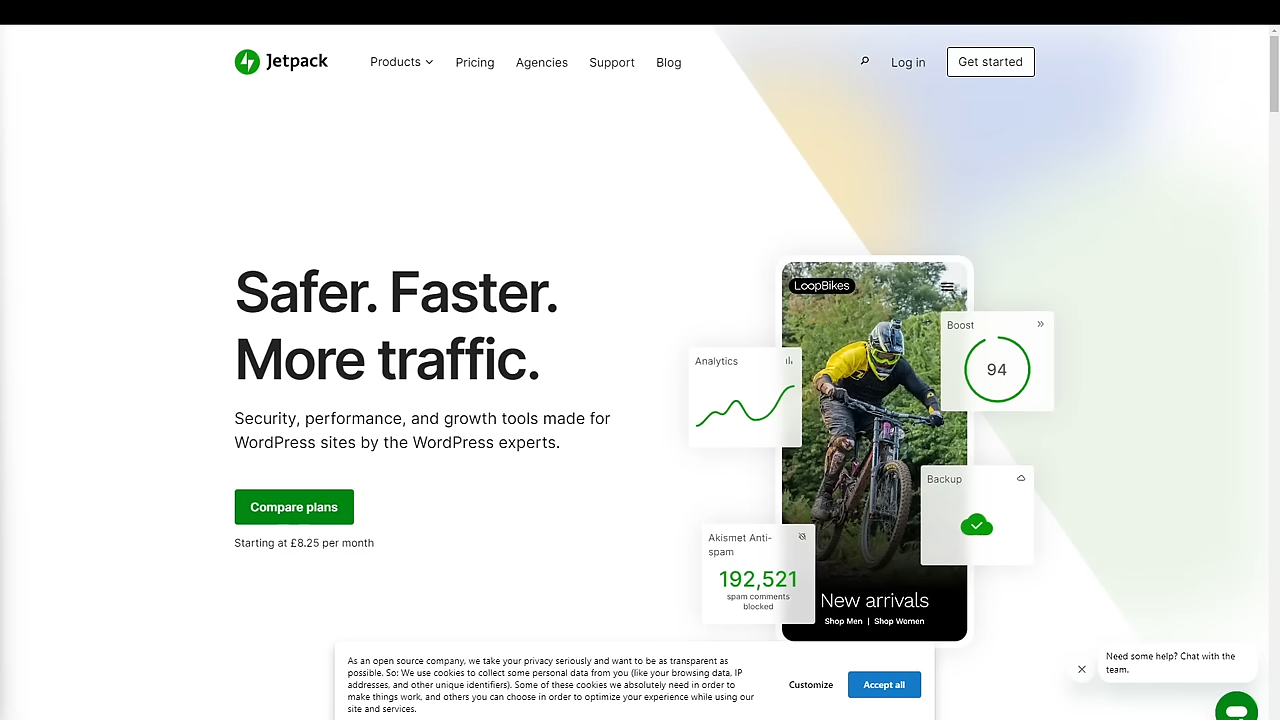 Jetpack
Products
Pricing
Agencies
Support
Blog
Log in
Get started
Safer. Faster.
More traffic.
Security, performance, and growth tools made for
WordPress sites by the WordPress experts.
Compare plans
Starting at £8.25 per month
LoopBikes
Boost
94
Analytics
Backup
Akismet Anti-
spam
192,521
spam comments
blocked
New arrivals
Shop Men | Shop Women
As an open source company, we take your privacy seriously and want to be as transparent as
possible. So: We use cookies to collect some personal data from you (like your browsing data, IP
addresses, and other unique identifiers). Some of these cookies we absolutely need in order to
make things work, and others you can choose in order to optimize your experience while using our
site and services.
Customize
Accept all
Need some help? Chat with the
team.